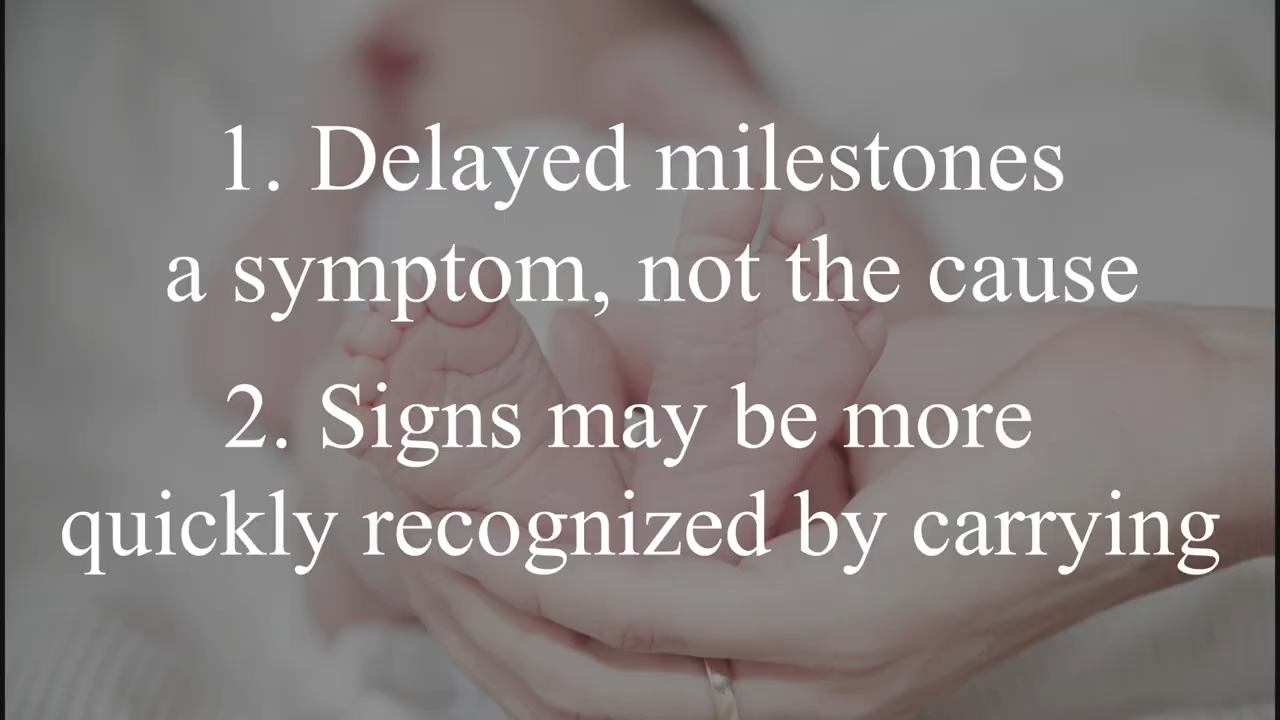 1. Delayed milestones
a symptom, not the cause
2. Signs may be more
quickly recognized by carrying